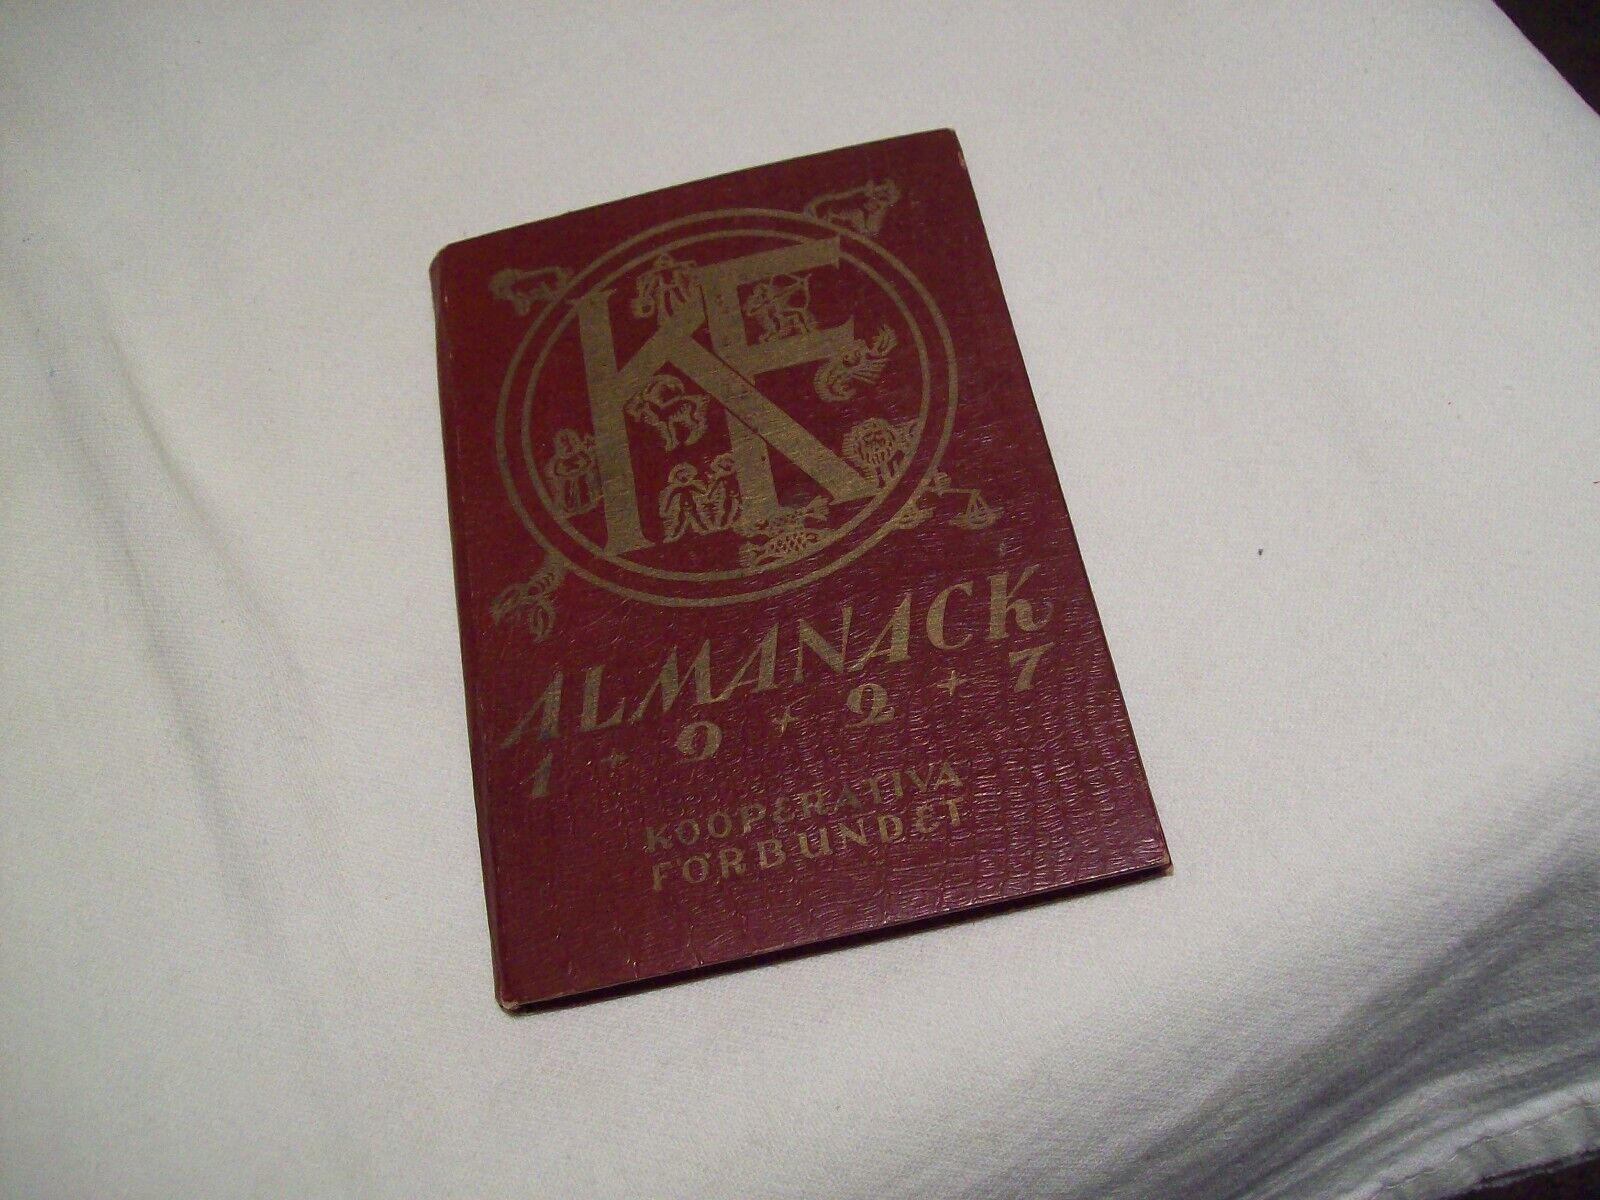 KF
ALMANACK
1+9+2+7
KOOPERATIVA
FÖRBUNDET